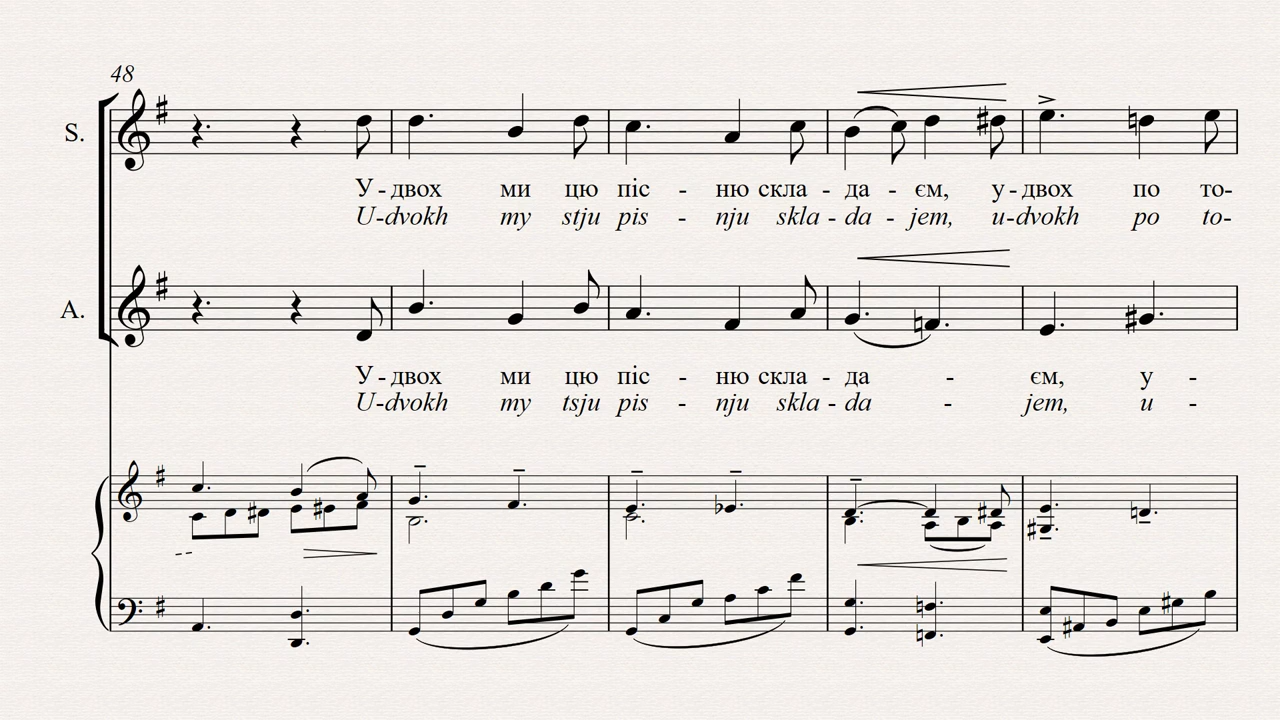 48
S.
У - двох ми цю піс - ню скла - да - єм, у - двох по то-
U-dvokh my stju pis - nju skla - da - jem, u-dvokh po to-
A.
У - двох ми цю піс - ню скла - да - єм, у -
U-dvokh my tsju pis - nju skla - da - jem, u -